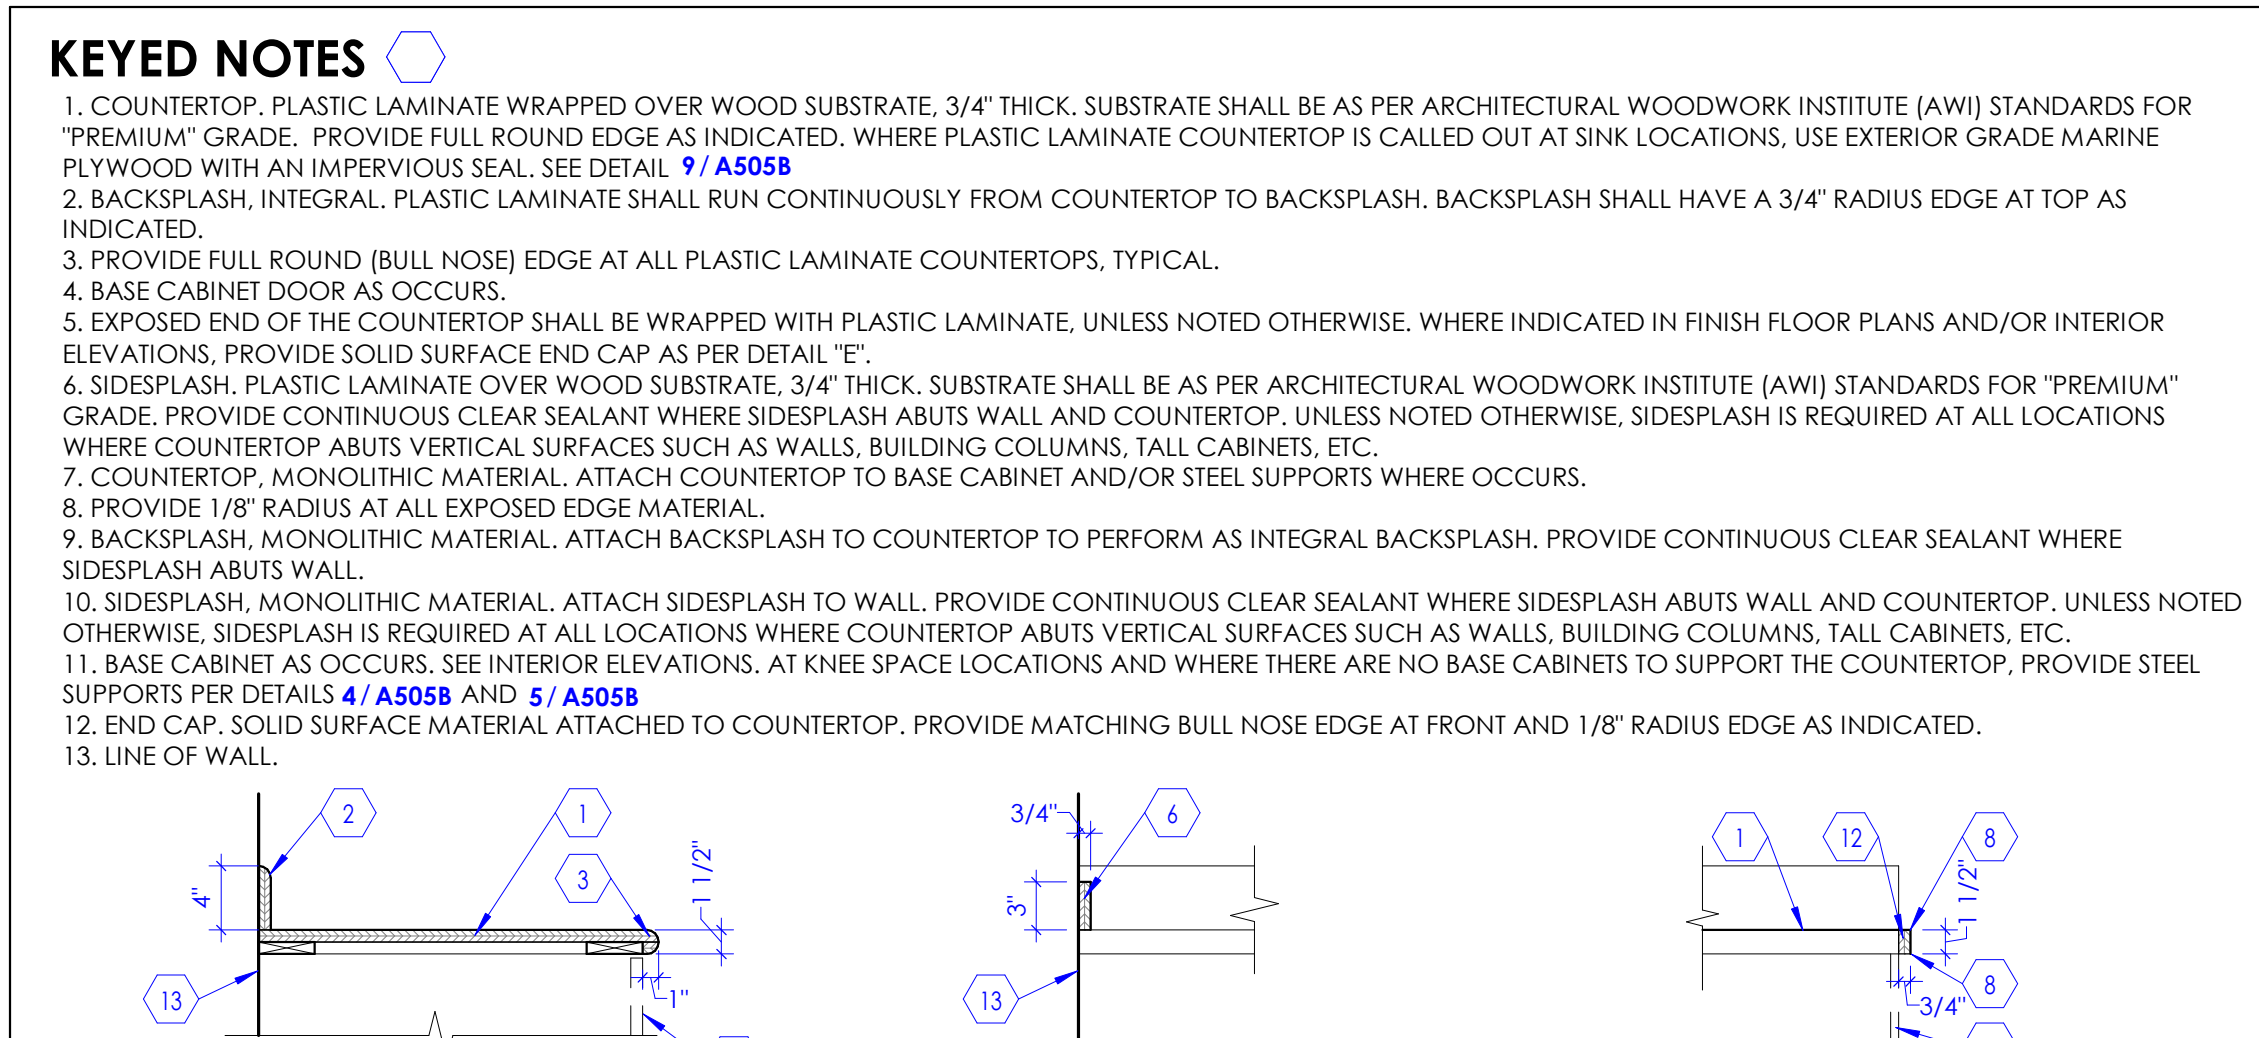 KEYED NOTES
1. COUNTERTOP. PLASTIC LAMINATE WRAPPED OVER WOOD SUBSTRATE, 3/4" THICK. SUBSTRATE SHALL BE AS PER ARCHITECTURAL WOODWORK INSTITUTE (AWI) STANDARDS FOR
"PREMIUM" GRADE.  PROVIDE FULL ROUND EDGE AS INDICATED. WHERE PLASTIC LAMINATE COUNTERTOP IS CALLED OUT AT SINK LOCATIONS, USE EXTERIOR GRADE MARINE
PLYWOOD WITH AN IMPERVIOUS SEAL. SEE DETAIL 9/A505B
2. BACKSPLASH, INTEGRAL. PLASTIC LAMINATE SHALL RUN CONTINUOUSLY FROM COUNTERTOP TO BACKSPLASH. BACKSPLASH SHALL HAVE A 3/4" RADIUS EDGE AT TOP AS
INDICATED.
3. PROVIDE FULL ROUND (BULL NOSE) EDGE AT ALL PLASTIC LAMINATE COUNTERTOPS, TYPICAL.
4. BASE CABINET DOOR AS OCCURS.
5. EXPOSED END OF THE COUNTERTOP SHALL BE WRAPPED WITH PLASTIC LAMINATE, UNLESS NOTED OTHERWISE. WHERE INDICATED IN FINISH FLOOR PLANS AND/OR INTERIOR
ELEVATIONS, PROVIDE SOLID SURFACE END CAP AS PER DETAIL "E".
6. SIDESPLASH. PLASTIC LAMINATE OVER WOOD SUBSTRATE, 3/4" THICK. SUBSTRATE SHALL BE AS PER ARCHITECTURAL WOODWORK INSTITUTE (AWI) STANDARDS FOR "PREMIUM"
GRADE. PROVIDE CONTINUOUS CLEAR SEALANT WHERE SIDESPLASH ABUTS WALL AND COUNTERTOP. UNLESS NOTED OTHERWISE, SIDESPLASH IS REQUIRED AT ALL LOCATIONS
WHERE COUNTERTOP ABUTS VERTICAL SURFACES SUCH AS WALLS, BUILDING COLUMNS, TALL CABINETS, ETC.
7. COUNTERTOP, MONOLITHIC MATERIAL. ATTACH COUNTERTOP TO BASE CABINET AND/OR STEEL SUPPORTS WHERE OCCURS.
8. PROVIDE 1/8" RADIUS AT ALL EXPOSED EDGE MATERIAL.
9. BACKSPLASH, MONOLITHIC MATERIAL. ATTACH BACKSPLASH TO COUNTERTOP TO PERFORM AS INTEGRAL BACKSPLASH. PROVIDE CONTINUOUS CLEAR SEALANT WHERE
SIDESPLASH ABUTS WALL.
10. SIDESPLASH, MONOLITHIC MATERIAL. ATTACH SIDESPLASH TO WALL. PROVIDE CONTINUOUS CLEAR SEALANT WHERE SIDESPLASH ABUTS WALL AND COUNTERTOP. UNLESS NOTED
OTHERWISE, SIDESPLASH IS REQUIRED AT ALL LOCATIONS WHERE COUNTERTOP ABUTS VERTICAL SURFACES SUCH AS WALLS, BUILDING COLUMNS, TALL CABINETS, ETC.
11. BASE CABINET AS OCCURS. SEE INTERIOR ELEVATIONS. AT KNEE SPACE LOCATIONS AND WHERE THERE ARE NO BASE CABINETS TO SUPPORT THE COUNTERTOP, PROVIDE STEEL
SUPPORTS PER DETAILS 4/A505B AND 5/A505B
12. END CAP. SOLID SURFACE MATERIAL ATTACHED TO COUNTERTOP. PROVIDE MATCHING BULL NOSE EDGE AT FRONT AND 1/8" RADIUS EDGE AS INDICATED.
13. LINE OF WALL.
2
1
3
4"
1 1/2"
1"
13
3/4"
6
3"
13
1
12
8
1 1/2"
8
3/4"